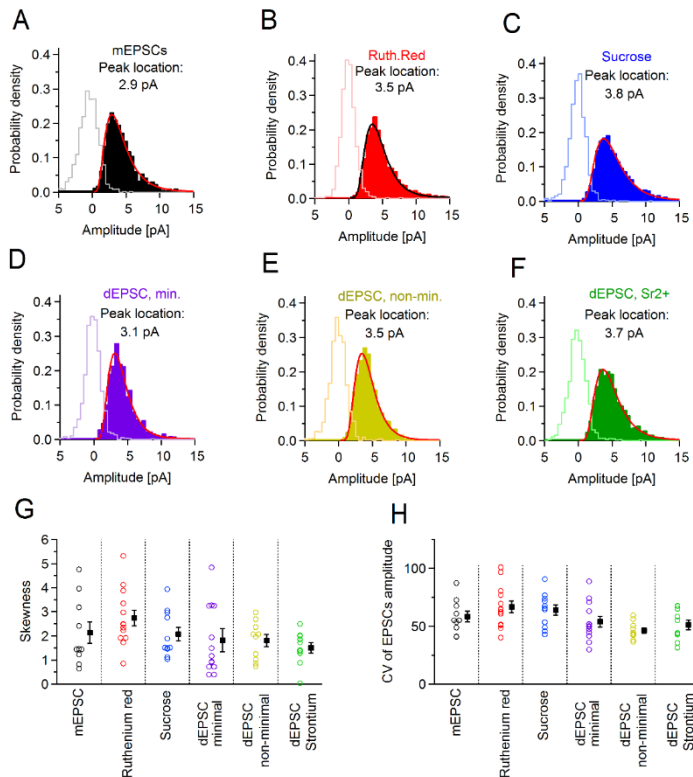 A
mEPSCs
Peak location:
2.9 pA
Probability density
0.4
0.3
0.2
0.1
0.0
5 0 5 10 15
Amplitude [pA]
B
Ruth.Red
Peak location:
3.5 pA
Probability density
0.4
0.3
0.2
0.1
0.0
5 0 5 10 15
Amplitude [pA]
C
Sucrose
Peak location:
3.8 pA
Probability density
0.4
0.3
0.2
0.1
0.0
5 0 5 10 15
Amplitude [pA]
D
dEPSC, min.
Peak location:
3.1 pA
Probability density
0.4
0.3
0.2
0.1
0.0
5 0 5 10 15
Amplitude [pA]
E
dEPSC, non-min.
Peak location:
3.5 pA
Probability density
0.4
0.3
0.2
0.1
0.0
5 0 5 10 15
Amplitude [pA]
F
dEPSC, Sr2+
Peak location:
3.7 pA
Probability density
0.4
0.3
0.2
0.1
0.0
5 0 5 10 15
Amplitude [pA]
G
Skewness
6
5
4
3
2
1
0
mEPSC
Ruthenium red
Sucrose
dEPSC
minimal
dEPSC
non-minimal
dEPSC
Strontium
H
CV of EPSCs amplitude
100
50
0
mEPSC
Ruthenium red
Sucrose
dEPSC
minimal
dEPSC
non-minimal
dEPSC
Strontium